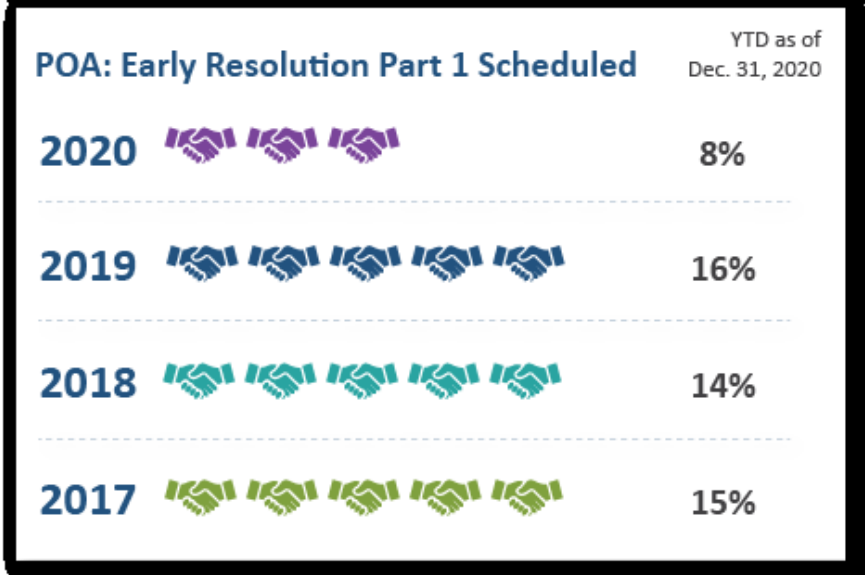 POA: Early Resolution Part 1 Scheduled
YTD as of
Dec. 31, 2020
2020 8%
2019 16%
2018 14%
2017 15%